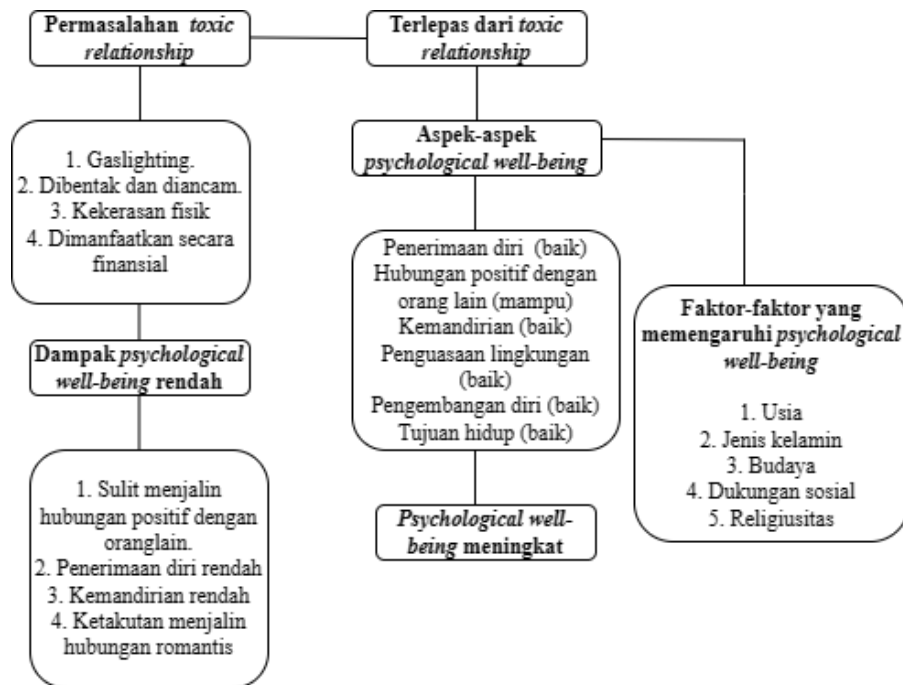 Permasalahan toxic
relationship
Terlepas dari toxic
relationship
1. Gaslighting.
2. Dibentak dan diancam.
3. Kekerasan fisik
4. Dimanfaatkan secara
finansial
Dampak psychological
well-being rendah
1. Sulit menjalin
hubungan positif dengan
oranglain.
2. Penerimaan diri rendah
3. Kemandirian rendah
4. Ketakutan menjalin
hubungan romantis
Aspek-aspek
psychological well-being
Penerimaan diri (baik)
Hubungan positif dengan
orang lain (mampu)
Kemandirian (baik)
Penguasaan lingkungan
(baik)
Pengembangan diri (baik)
Tujuan hidup (baik)
Psychological well-
being meningkat
Faktor-faktor yang
memengaruhi psychological
well-being
1. Usia
2. Jenis kelamin
3. Budaya
4. Dukungan sosial
5. Religiusitas